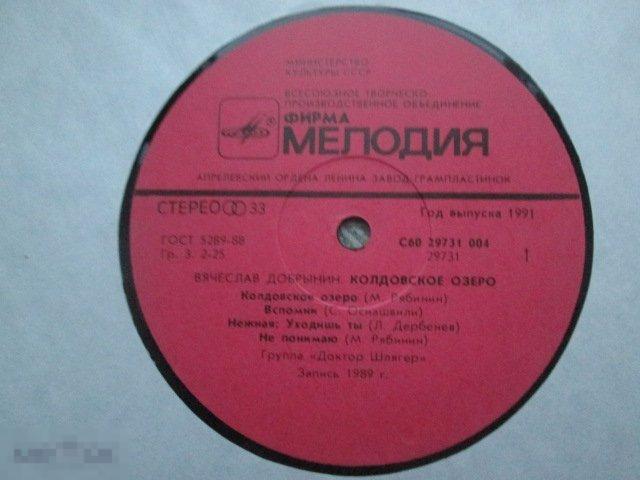 МИНИСТЕРСТВО
КУЛЬТУРЫ СССР
ВСЕСОЮЗНОЕ ТВОРЧЕСКО-
ПРОИЗВОДСТВЕННОЕ ОБЪЕДИНЕНИЕ
ФИРМА
МЕЛОДИЯ
АПРЕЛЕВСКИЙ ОРДЕНА ЛЕНИНА ЗАВОД ГРАМПЛАСТИНОК
СТЕРЕО 33
Год выпуска 1991
ГОСТ 5289-88
С60 29731 004
Гр. 3. 2-25
29731
1
ВЯЧЕСЛАВ ДОБРЫНИН. КОЛДОВСКОЕ ОЗЕРО
Колдовское озеро (М. Рябинин)
Вспомни (С. Осиашвили)
Нежная; Уходишь ты (Л. Дербенев)
Не понимаю (М. Рябинин)
Группа «Доктор Шлягер»
Запись 1989 г.